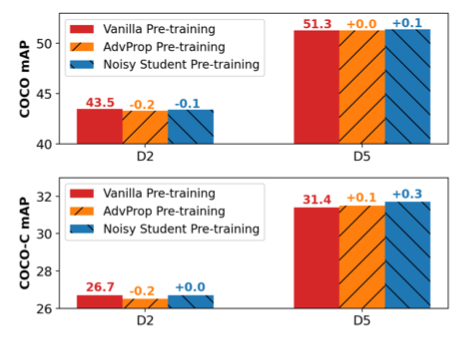 COCO mAP
50
45
40
Vanilla Pre-training
AdvProp Pre-training
Noisy Student Pre-training
43.5 -0.2 -0.1
51.3 +0.0 +0.1
D2 D5
COCO-C mAP
32
30
28
26
Vanilla Pre-training
AdvProp Pre-training
Noisy Student Pre-training
26.7 -0.2 +0.0
31.4 +0.1 +0.3
D2 D5